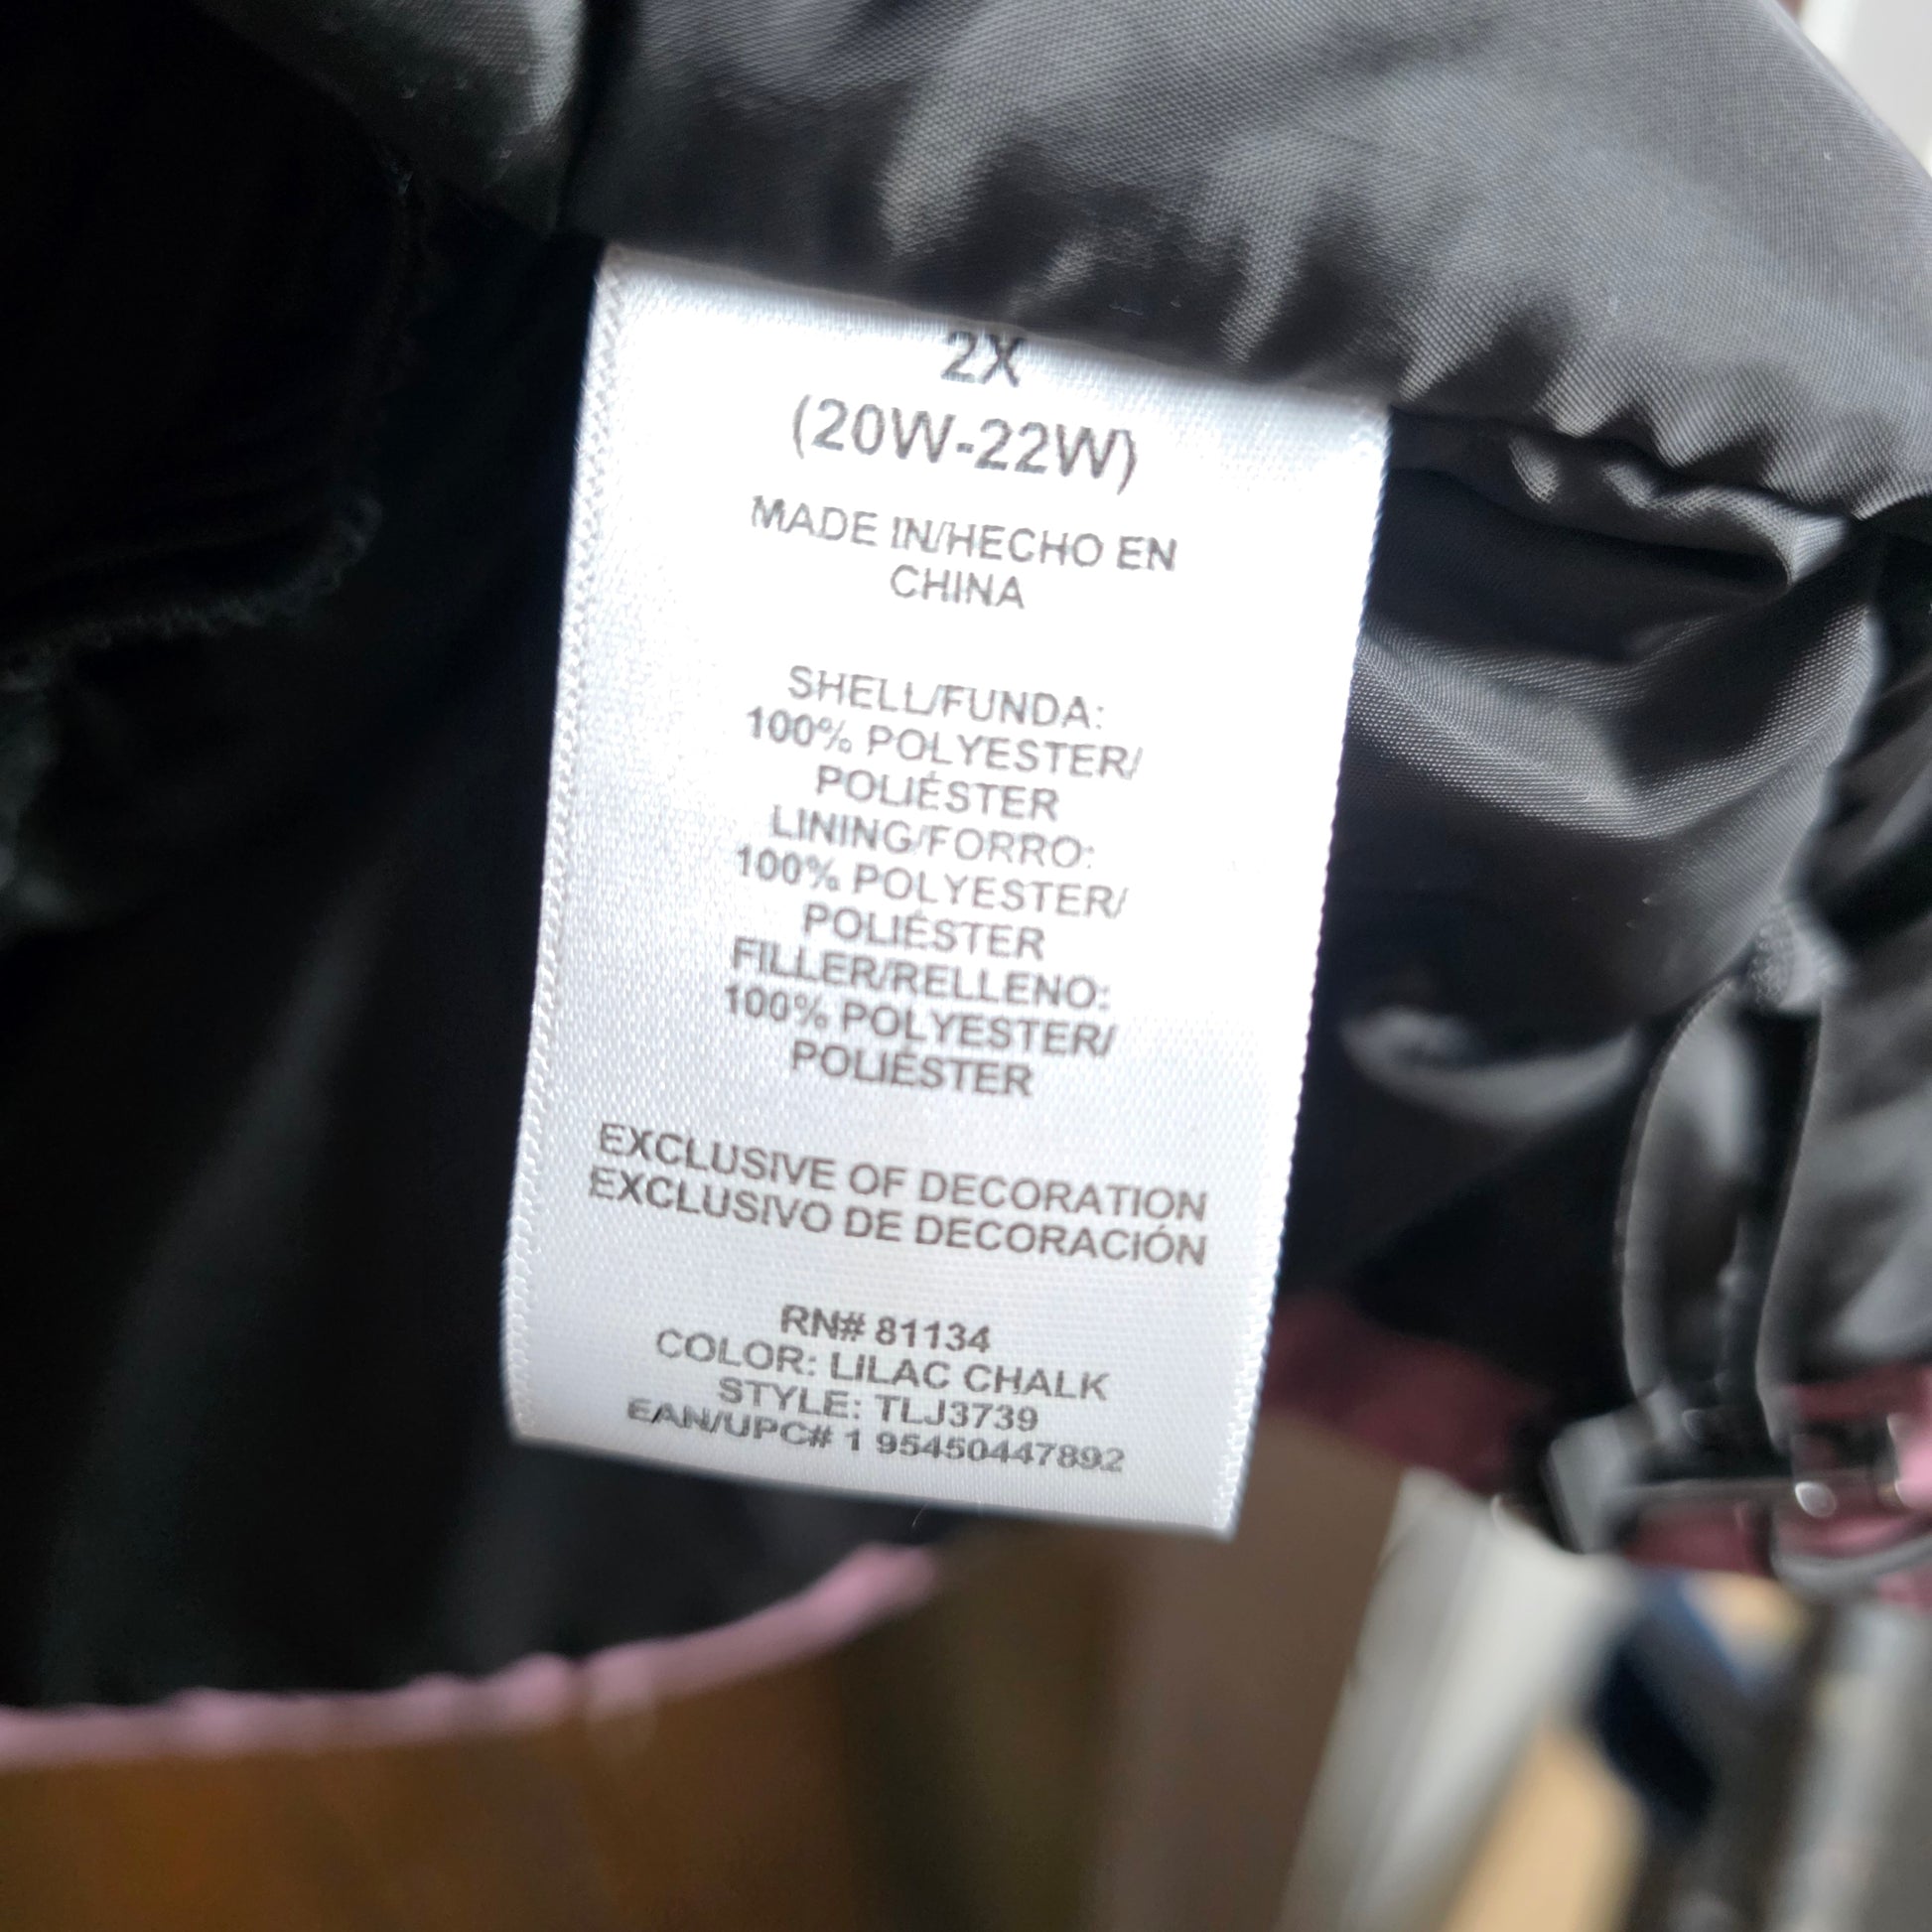 2X
(20W-22W)
MADE IN/HECHO EN
CHINA
SHELL/FUNDA:
100% POLYESTER/
POLIÉSTER
LINING/FORRO:
100% POLYESTER/
POLIÉSTER
FILLER/RELLENO:
100% POLYESTER/
POLIÉSTER
EXCLUSIVE OF DECORATION
EXCLUSIVO DE DECORACIÓN
RN# 81134
COLOR: LILAC CHALK
STYLE: TLJ3739
EAN/UPC# 1 95450447892